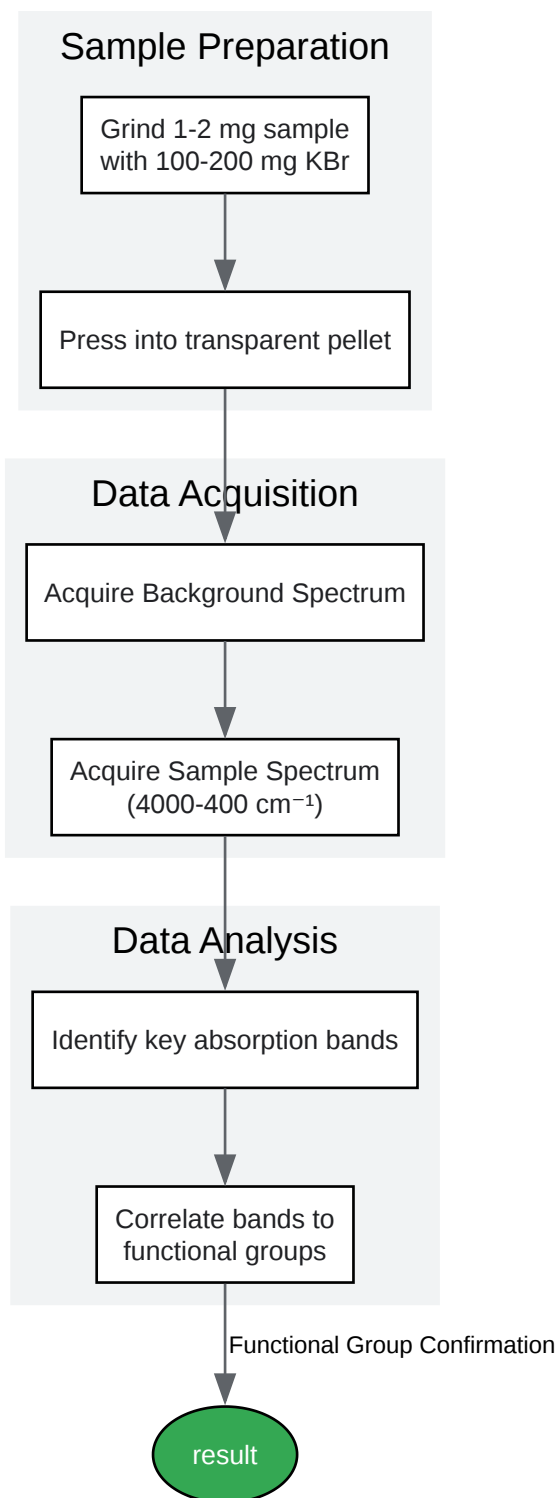 Sample Preparation
Grind 1-2 mg sample
with 100-200 mg KBr
Press into transparent pellet
Data Acquisition
Acquire Background Spectrum
Acquire Sample Spectrum
(4000-400 cm⁻¹)
Data Analysis
Identify key absorption bands
Correlate bands to
functional groups
Functional Group Confirmation
result